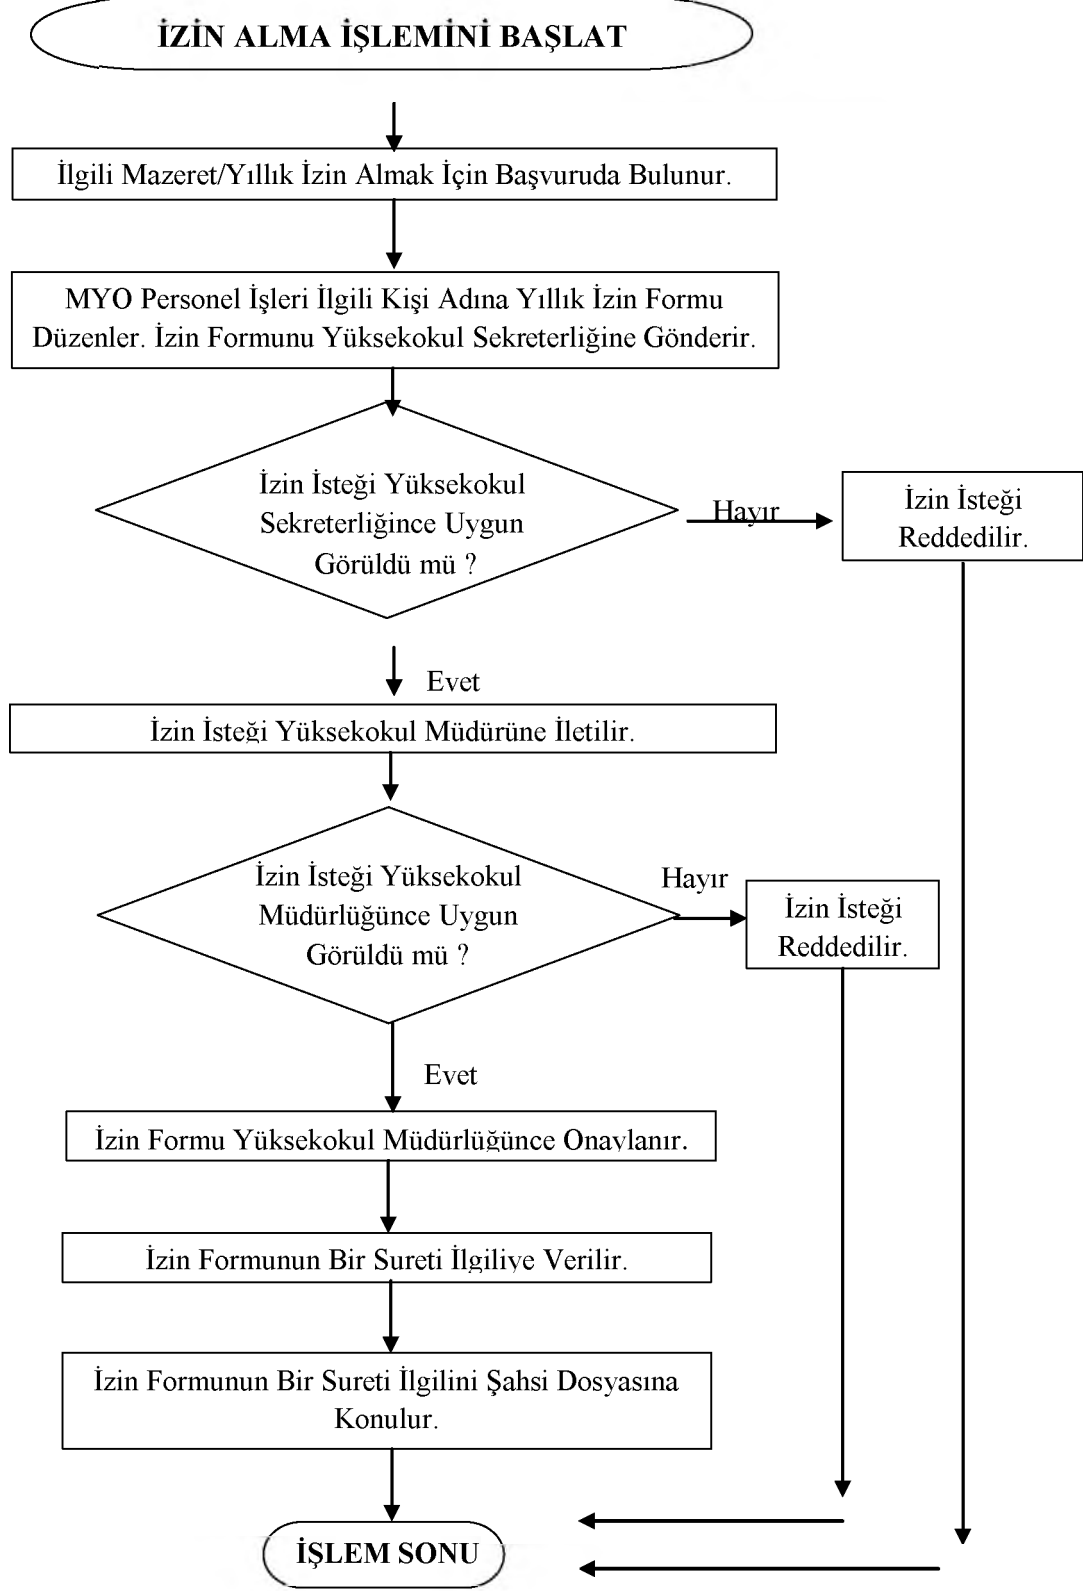 İZİN ALMA İŞLEMİNİ BAŞLAT
İlgili Mazeret/Yıllık İzin Almak İçin Başvuruda Bulunur.
MYO Personel İşleri İlgili Kişi Adına Yıllık İzin Formu
Düzenler. İzin Formunu Yüksekokul Sekreterliğine Gönderir.
İzin İsteği Yüksekokul
Sekreterliğince Uygun
Görüldü mü ?
Hayır
İzin İsteği
Reddedilir.
Evet
İzin İsteği Yüksekokul Müdürüne İletilir.
İzin İsteği Yüksekokul
Müdürlüğünce Uygun
Görüldü mü ?
Hayır
İzin İsteği
Reddedilir.
Evet
İzin Formu Yüksekokul Müdürlüğünce Onaylanır.
İzin Formunun Bir Sureti İlgiliye Verilir.
İzin Formunun Bir Sureti İlgilini Şahsi Dosyasına
Konulur.
İŞLEM SONU